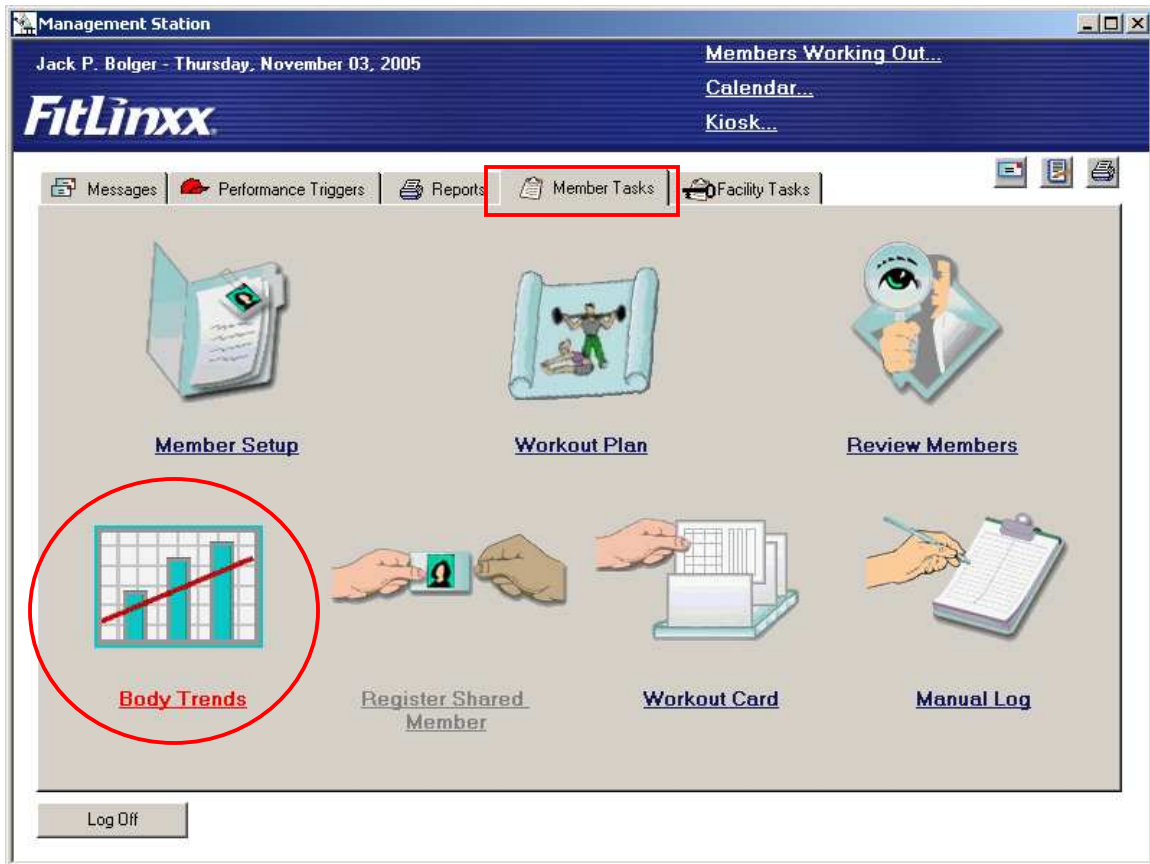 Management Station
Jack P. Bolger - Thursday, November 03, 2005
Members Working Out...
Calendar...
Kiosk...
FitLinxx
Messages
Performance Triggers
Reports
Member Tasks
Facility Tasks
Member Setup
Workout Plan
Review Members
Body Trends
Register Shared
Member
Workout Card
Manual Log
Log Off